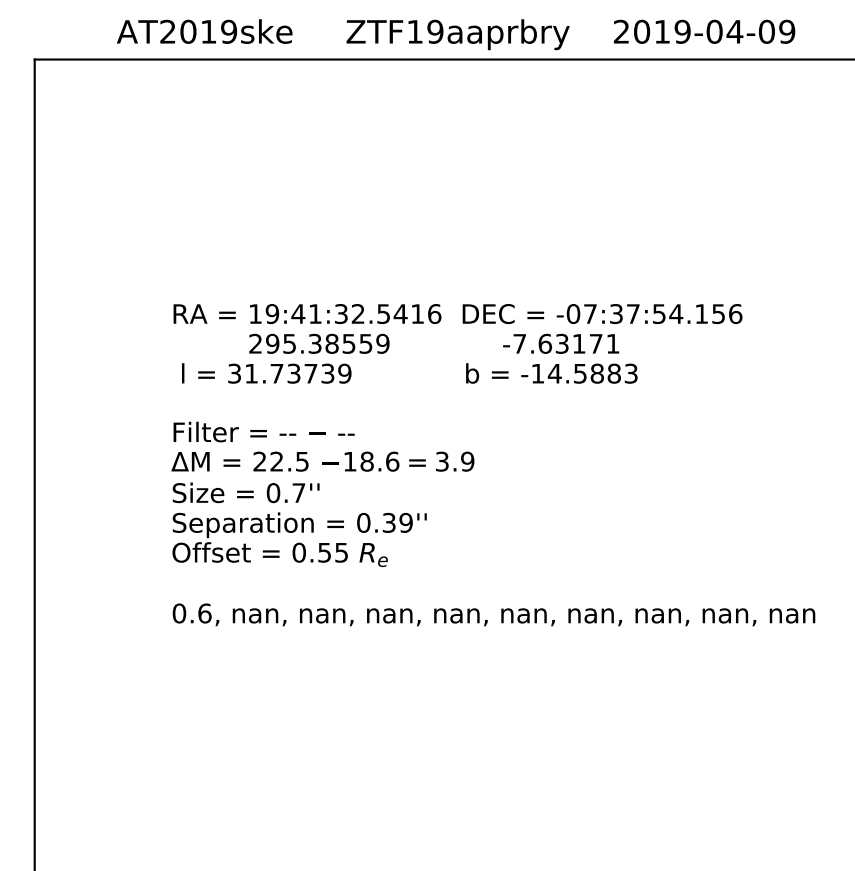 AT2019ske ZTF19aaprbry 2019-04-09
RA = 19:41:32.5416 DEC = -07:37:54.156
295.38559 -7.63171
l = 31.73739 b = -14.5883
Filter = -- − --
ΔM = 22.5 −18.6 = 3.9
Size = 0.7''
Separation = 0.39''
Offset = 0.55 Re
0.6, nan, nan, nan, nan, nan, nan, nan, nan, nan